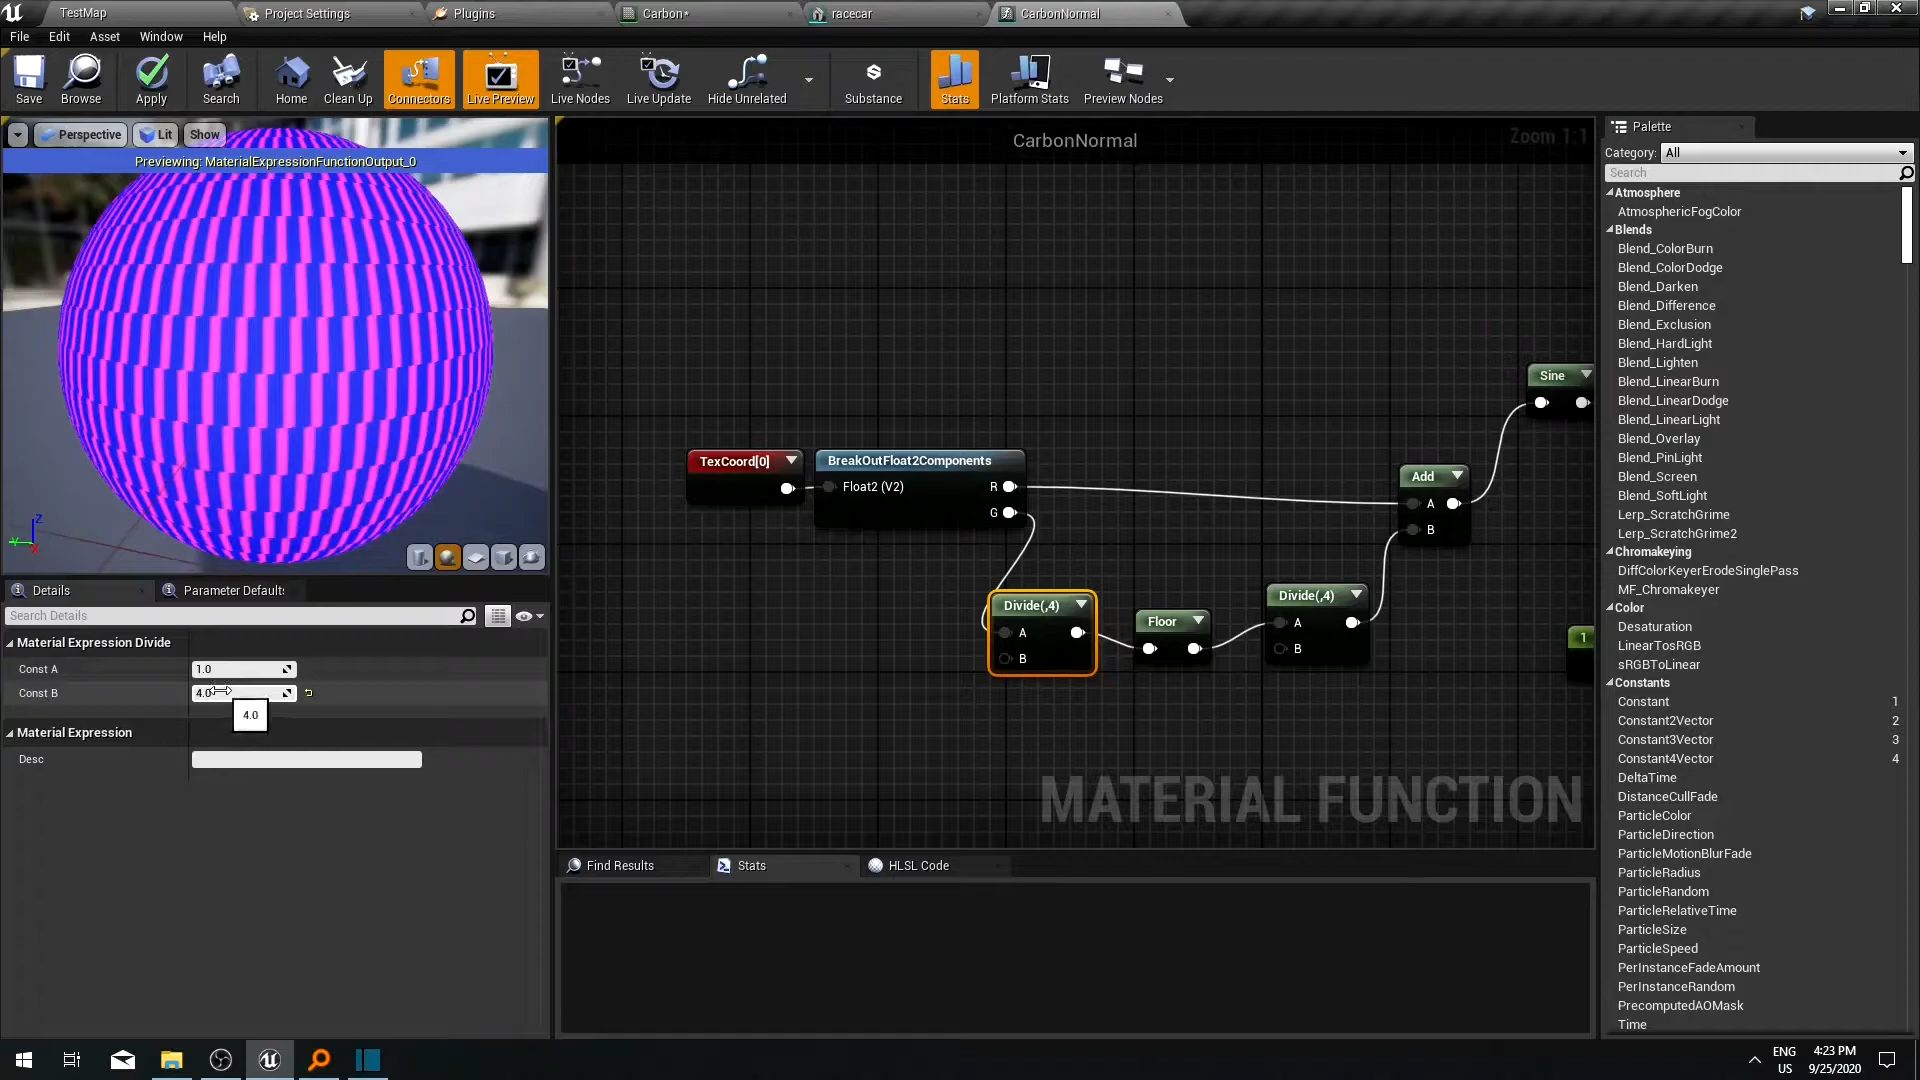 TestMap
Project Settings
Plugins
Carbon*
racecar
CarbonNormal
File
Edit
Asset
Window
Help
Save
Browse
Apply
Search
Home
Clean Up
Connectors
Live Preview
Live Nodes
Live Update
Hide Unrelated
Substance
Stats
Platform Stats
Preview Nodes
Perspective
Lit
Show
Previewing: MaterialExpressionFunctionOutput_0
CarbonNormal
Zoom 1:1
TexCoord[0]
BreakOutFloat2Components
Float2 (V2)
R
G
Divide(,4)
A
B
Floor
Divide(,4)
A
B
Add
A
B
Sine
1
MATERIAL FUNCTION
Z
Y
X
Details
Parameter Defaults
Search Details
Material Expression Divide
Const A
1.0
Const B
4.0
4.0
Material Expression
Desc
Find Results
Stats
HLSL Code
Palette
Category:
All
Search
Atmosphere
AtmosphericFogColor
Blends
Blend_ColorBurn
Blend_ColorDodge
Blend_Darken
Blend_Difference
Blend_Exclusion
Blend_HardLight
Blend_Lighten
Blend_LinearBurn
Blend_LinearDodge
Blend_LinearLight
Blend_Overlay
Blend_PinLight
Blend_Screen
Blend_SoftLight
Lerp_ScratchGrime
Lerp_ScratchGrime2
Chromakeying
DiffColorKeyerErodeSinglePass
MF_Chromakeyer
Color
Desaturation
LinearTosRGB
sRGBToLinear
Constants
Constant 1
Constant2Vector 2
Constant3Vector 3
Constant4Vector 4
DeltaTime
DistanceCullFade
ParticleColor
ParticleDirection
ParticleMotionBlurFade
ParticleRadius
ParticleRandom
ParticleRelativeTime
ParticleSize
ParticleSpeed
PerInstanceFadeAmount
PerInstanceRandom
PrecomputedAOMask
Time
ENG
US
4:23 PM
9/25/2020